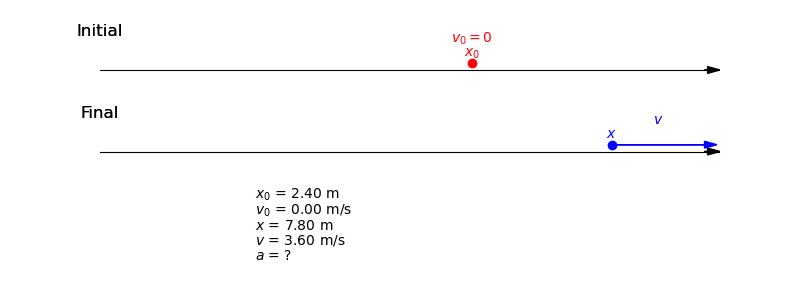 Initial
v₀ = 0
x₀
Final
v
x
x₀ = 2.40 m
v₀ = 0.00 m/s
x = 7.80 m
v = 3.60 m/s
a = ?